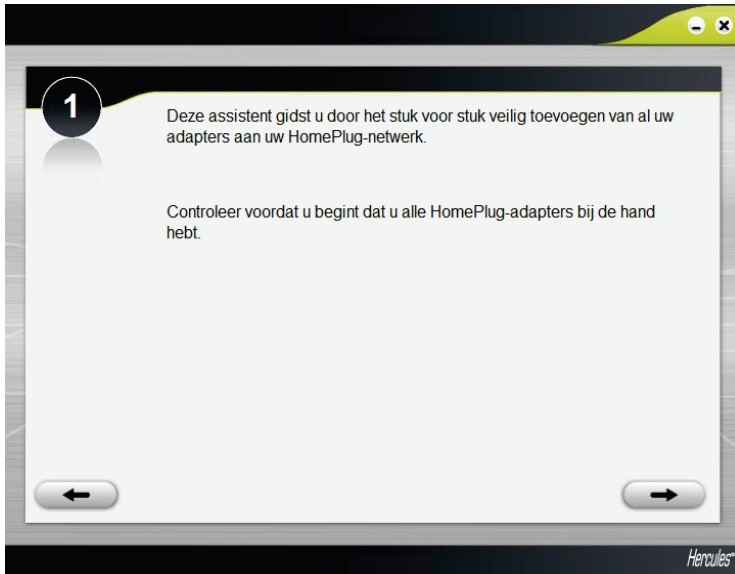 1
Deze assistent gidst u door het stuk voor stuk veilig toevoegen van al uw
adapters aan uw HomePlug-netwerk.
Controleer voordat u begint dat u alle HomePlug-adapters bij de hand
hebt.
Hercules